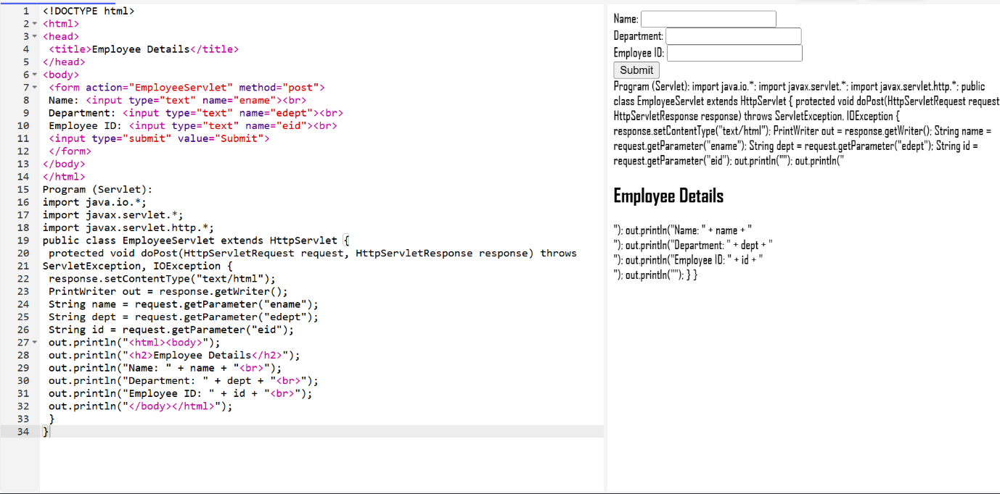 1 <!DOCTYPE html>
2 <html>
3 <head>
4 <title>Employee Details</title>
5 </head>
6 <body>
7 <form action="EmployeeServlet" method="post">
8 Name: <input type="text" name="ename"><br>
9 Department: <input type="text" name="edept"><br>
10 Employee ID: <input type="text" name="eid"><br>
11 <input type="submit" value="Submit">
12 </form>
13 </body>
14 </html>
15 Program (Servlet):
16 import java.io.*;
17 import javax.servlet.*;
18 import javax.servlet.http.*;
19 public class EmployeeServlet extends HttpServlet {
20 protected void doPost(HttpServletRequest request, HttpServletResponse response) throws
21 ServletException, IOException {
22 response.setContentType("text/html");
23 PrintWriter out = response.getWriter();
24 String name = request.getParameter("ename");
25 String dept = request.getParameter("edept");
26 String id = request.getParameter("eid");
27 out.println("<html><body>");
28 out.println("<h2>Employee Details</h2>");
29 out.println("Name: " + name + "<br>");
30 out.println("Department: " + dept + "<br>");
31 out.println("Employee ID: " + id + "<br>");
32 out.println("</body></html>");
33 }
34 }
Name:
Department:
Employee ID:
Submit
Program (Servlet): import java.io.*; import javax.servlet.*; import javax.servlet.http.*; public
class EmployeeServlet extends HttpServlet { protected void doPost(HttpServletRequest request
HttpServletResponse response) throws ServletException, IOException {
response.setContentType("text/html"); PrintWriter out = response.getWriter(); String name =
request.getParameter("ename"); String dept = request.getParameter("edept"); String id =
request.getParameter("eid"); out.println(""); out.println("
Employee Details
"); out.println("Name: " + name + "
"); out.println("Department: " + dept + "
"); out.println("Employee ID: " + id + "
"); out.println(""); } }